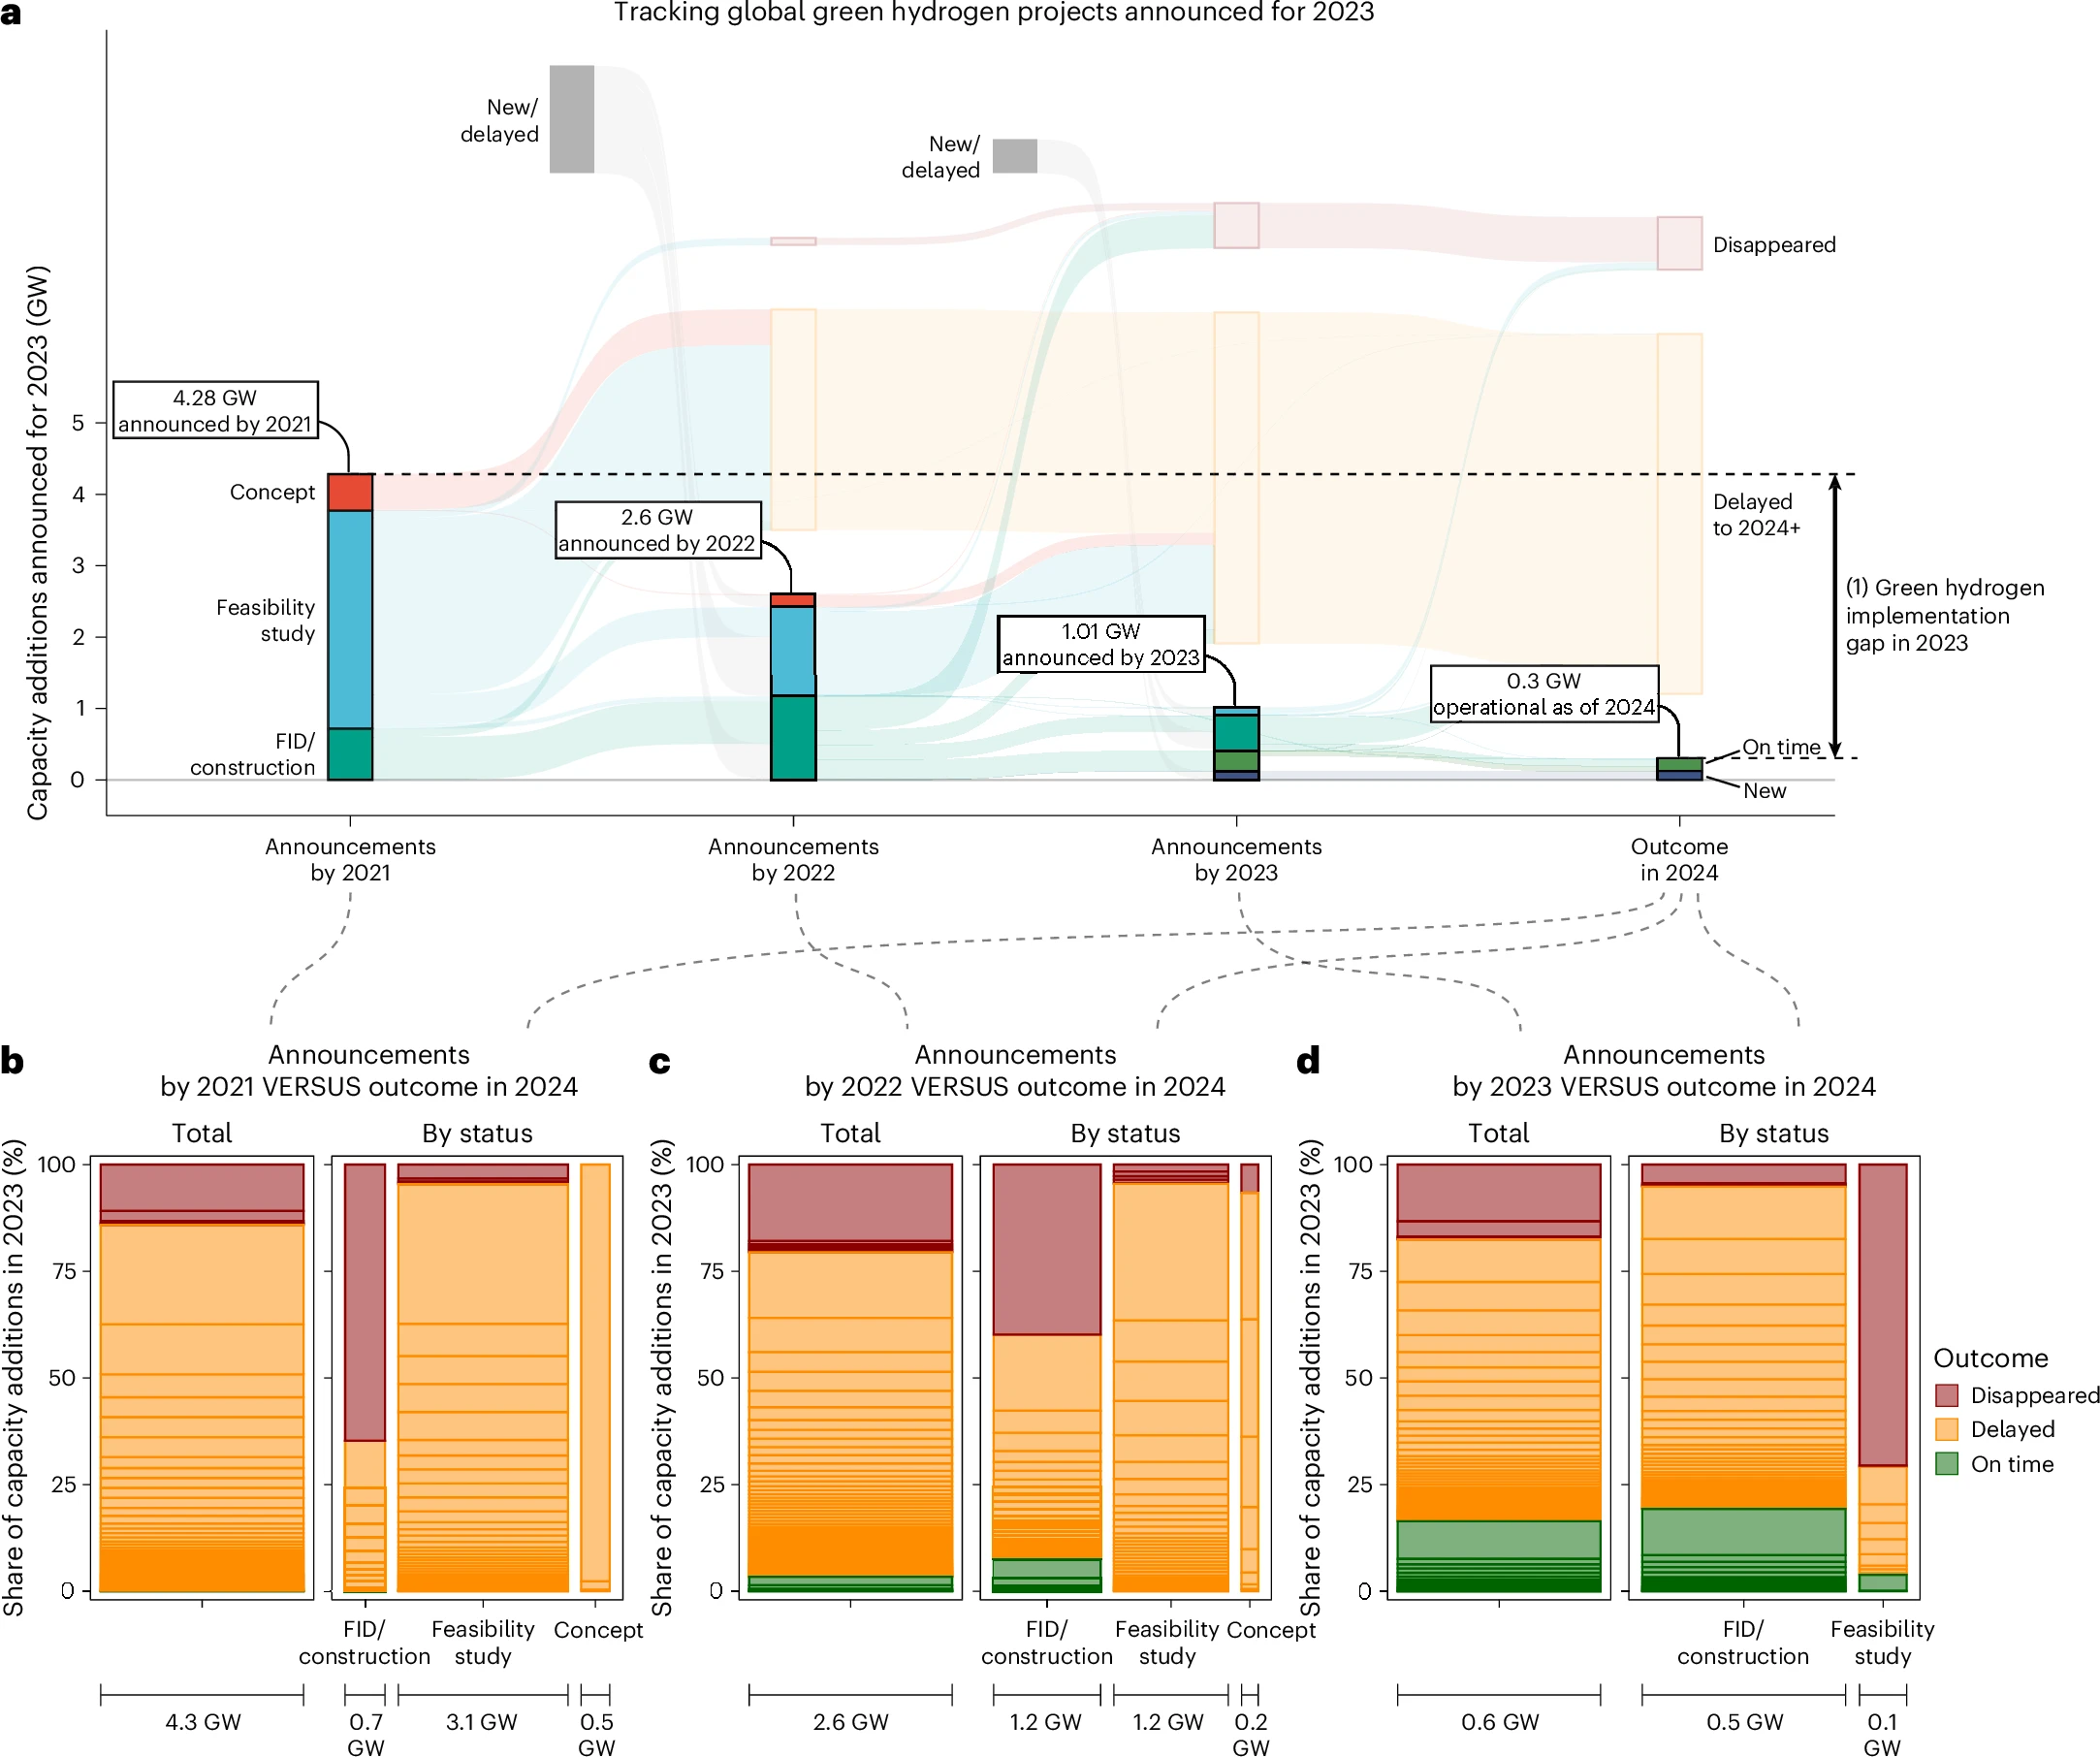 a
Tracking global green hydrogen projects announced for 2023
Capacity additions announced for 2023 (GW)
5
4
3
2
1
0
New/
delayed
New/
delayed
Disappeared
4.28 GW
announced by 2021
Concept
Feasibility
study
FID/
construction
2.6 GW
announced by 2022
1.01 GW
announced by 2023
0.3 GW
operational as of 2024
Delayed
to 2024+
(1) Green hydrogen
implementation
gap in 2023
On time
New
Announcements
by 2021
Announcements
by 2022
Announcements
by 2023
Outcome
in 2024
b
Announcements
by 2021 VERSUS outcome in 2024
Total
By status
Share of capacity additions in 2023 (%)
100
75
50
25
0
FID/
construction
Feasibility
study
Concept
4.3 GW
0.7
GW
3.1 GW
0.5
GW
c
Announcements
by 2022 VERSUS outcome in 2024
Total
By status
Share of capacity additions in 2023 (%)
100
75
50
25
0
FID/
construction
Feasibility
study
Concept
2.6 GW
1.2 GW
1.2 GW
0.2
GW
d
Announcements
by 2023 VERSUS outcome in 2024
Total
By status
Share of capacity additions in 2023 (%)
100
75
50
25
0
FID/
construction
Feasibility
study
0.6 GW
0.5 GW
0.1
GW
Outcome
Disappeared
Delayed
On time